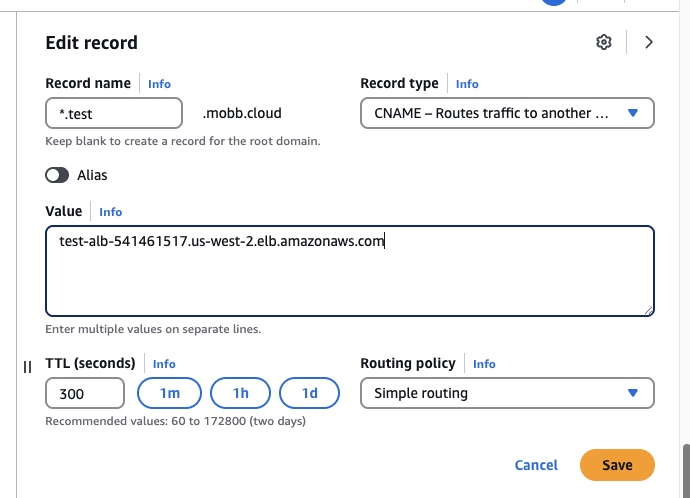 Edit record
Record name Info
Record type Info
*.test .mobb.cloud
CNAME – Routes traffic to another ...
Keep blank to create a record for the root domain.
Alias
Value Info
test-alb-541461517.us-west-2.elb.amazonaws.com
Enter multiple values on separate lines.
TTL (seconds) Info
Routing policy Info
300 1m 1h 1d
Simple routing
Recommended values: 60 to 172800 (two days)
Cancel Save